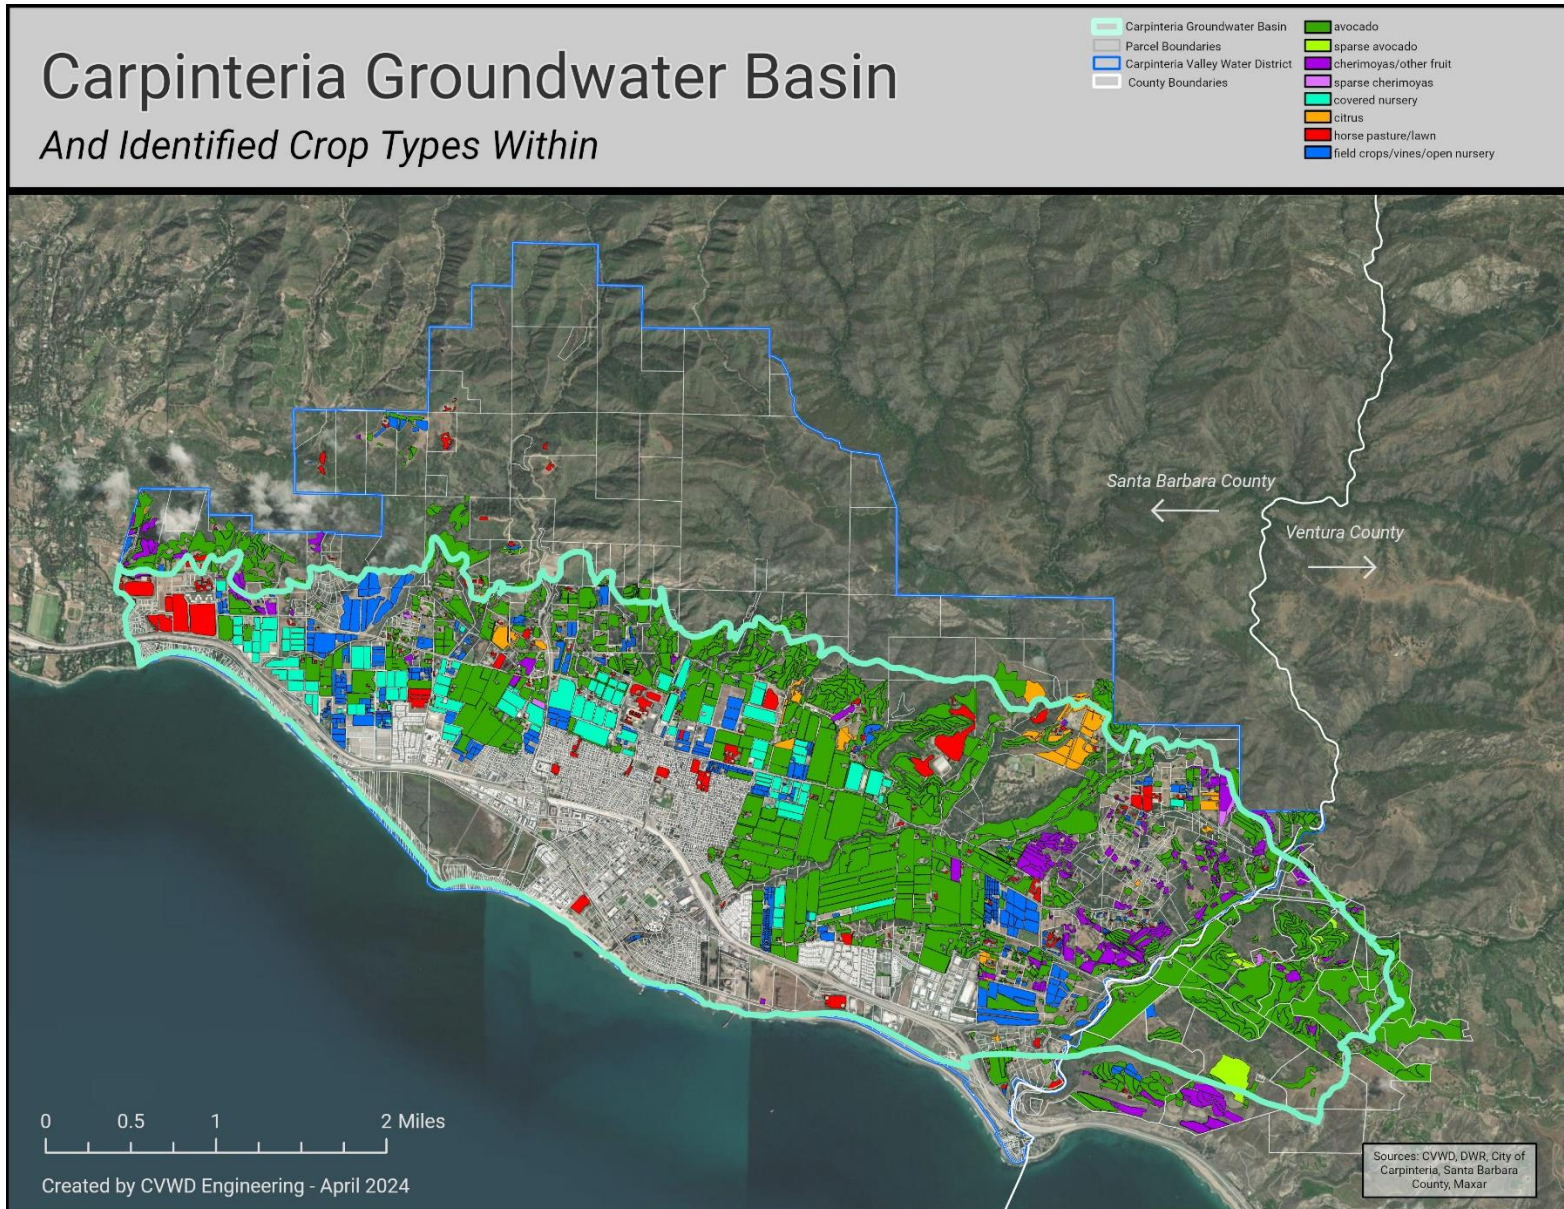 Carpinteria Groundwater Basin
And Identified Crop Types Within
Carpinteria Groundwater Basin
Parcel Boundaries
Carpinteria Valley Water District
County Boundaries
avocado
sparse avocado
cherimoyas/other fruit
sparse cherimoyas
covered nursery
citrus
horse pasture/lawn
field crops/vines/open nursery
Santa Barbara County
Ventura County
0 0.5 1 2 Miles
Created by CVWD Engineering - April 2024
Sources: CVWD, DWR, City of
Carpinteria, Santa Barbara
County, Maxar